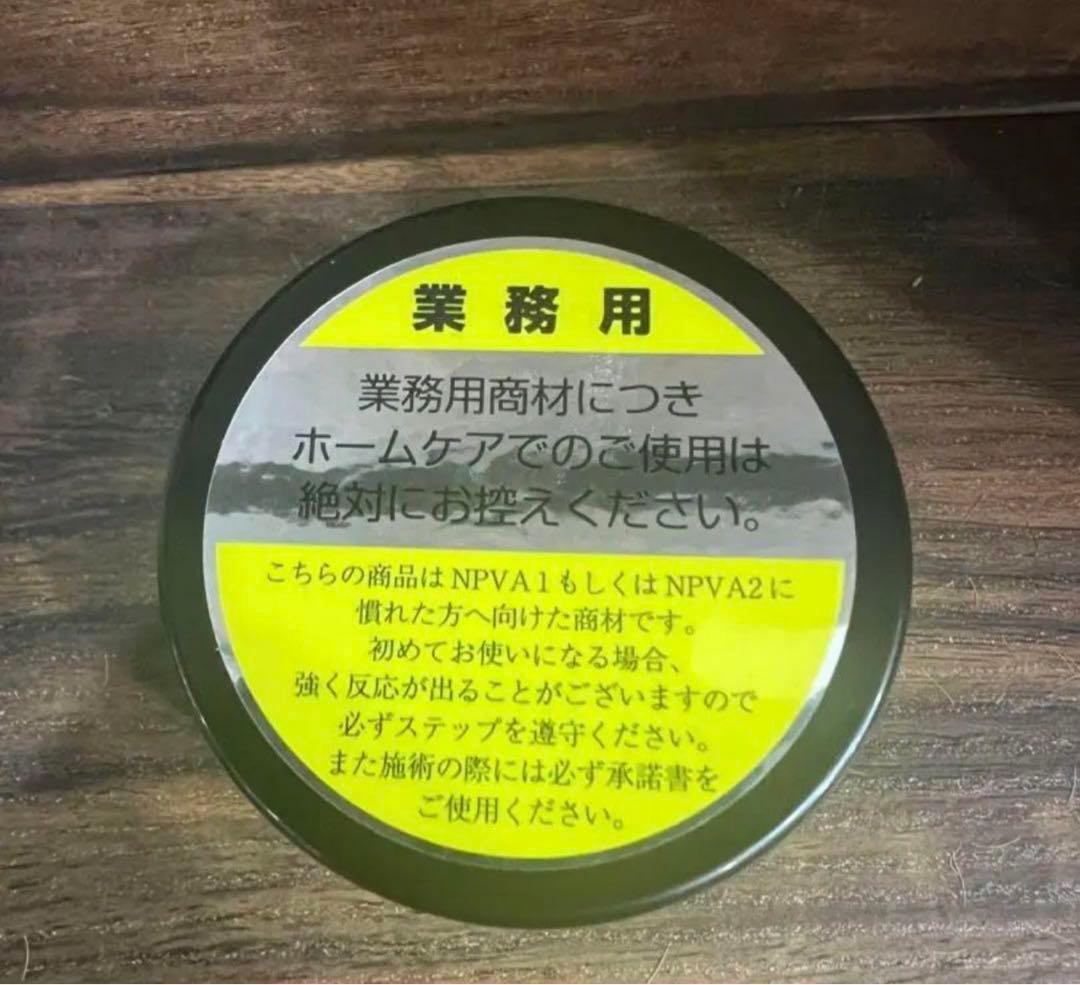 業務用
業務用商材につき
ホームケアでのご使用は
絶対にお控えください。
こちらの商品はNPVA1もしくはNPVA2に
慣れた方へ向けた商材です。
初めてお使いになる場合、
強く反応が出ることがございますので
必ずステップを遵守ください。
また施術の際には必ず承諾書を
ご使用ください。